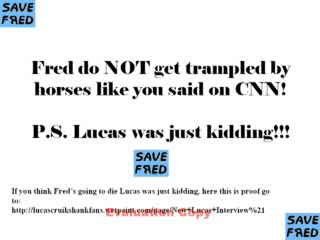 SAVE
FRED
Fred do NOT get trampled by
horses like you said on CNN!
P.S. Lucas was just kidding!!!
SAVE
FRED
If you think Fred's going to die Lucas was just kidding, here this is proof go
to:
http://lucascruikshankfans.wetpaint.com/page/New+Lucas+Interview%21
Evaluation Copy
SAVE
FRED